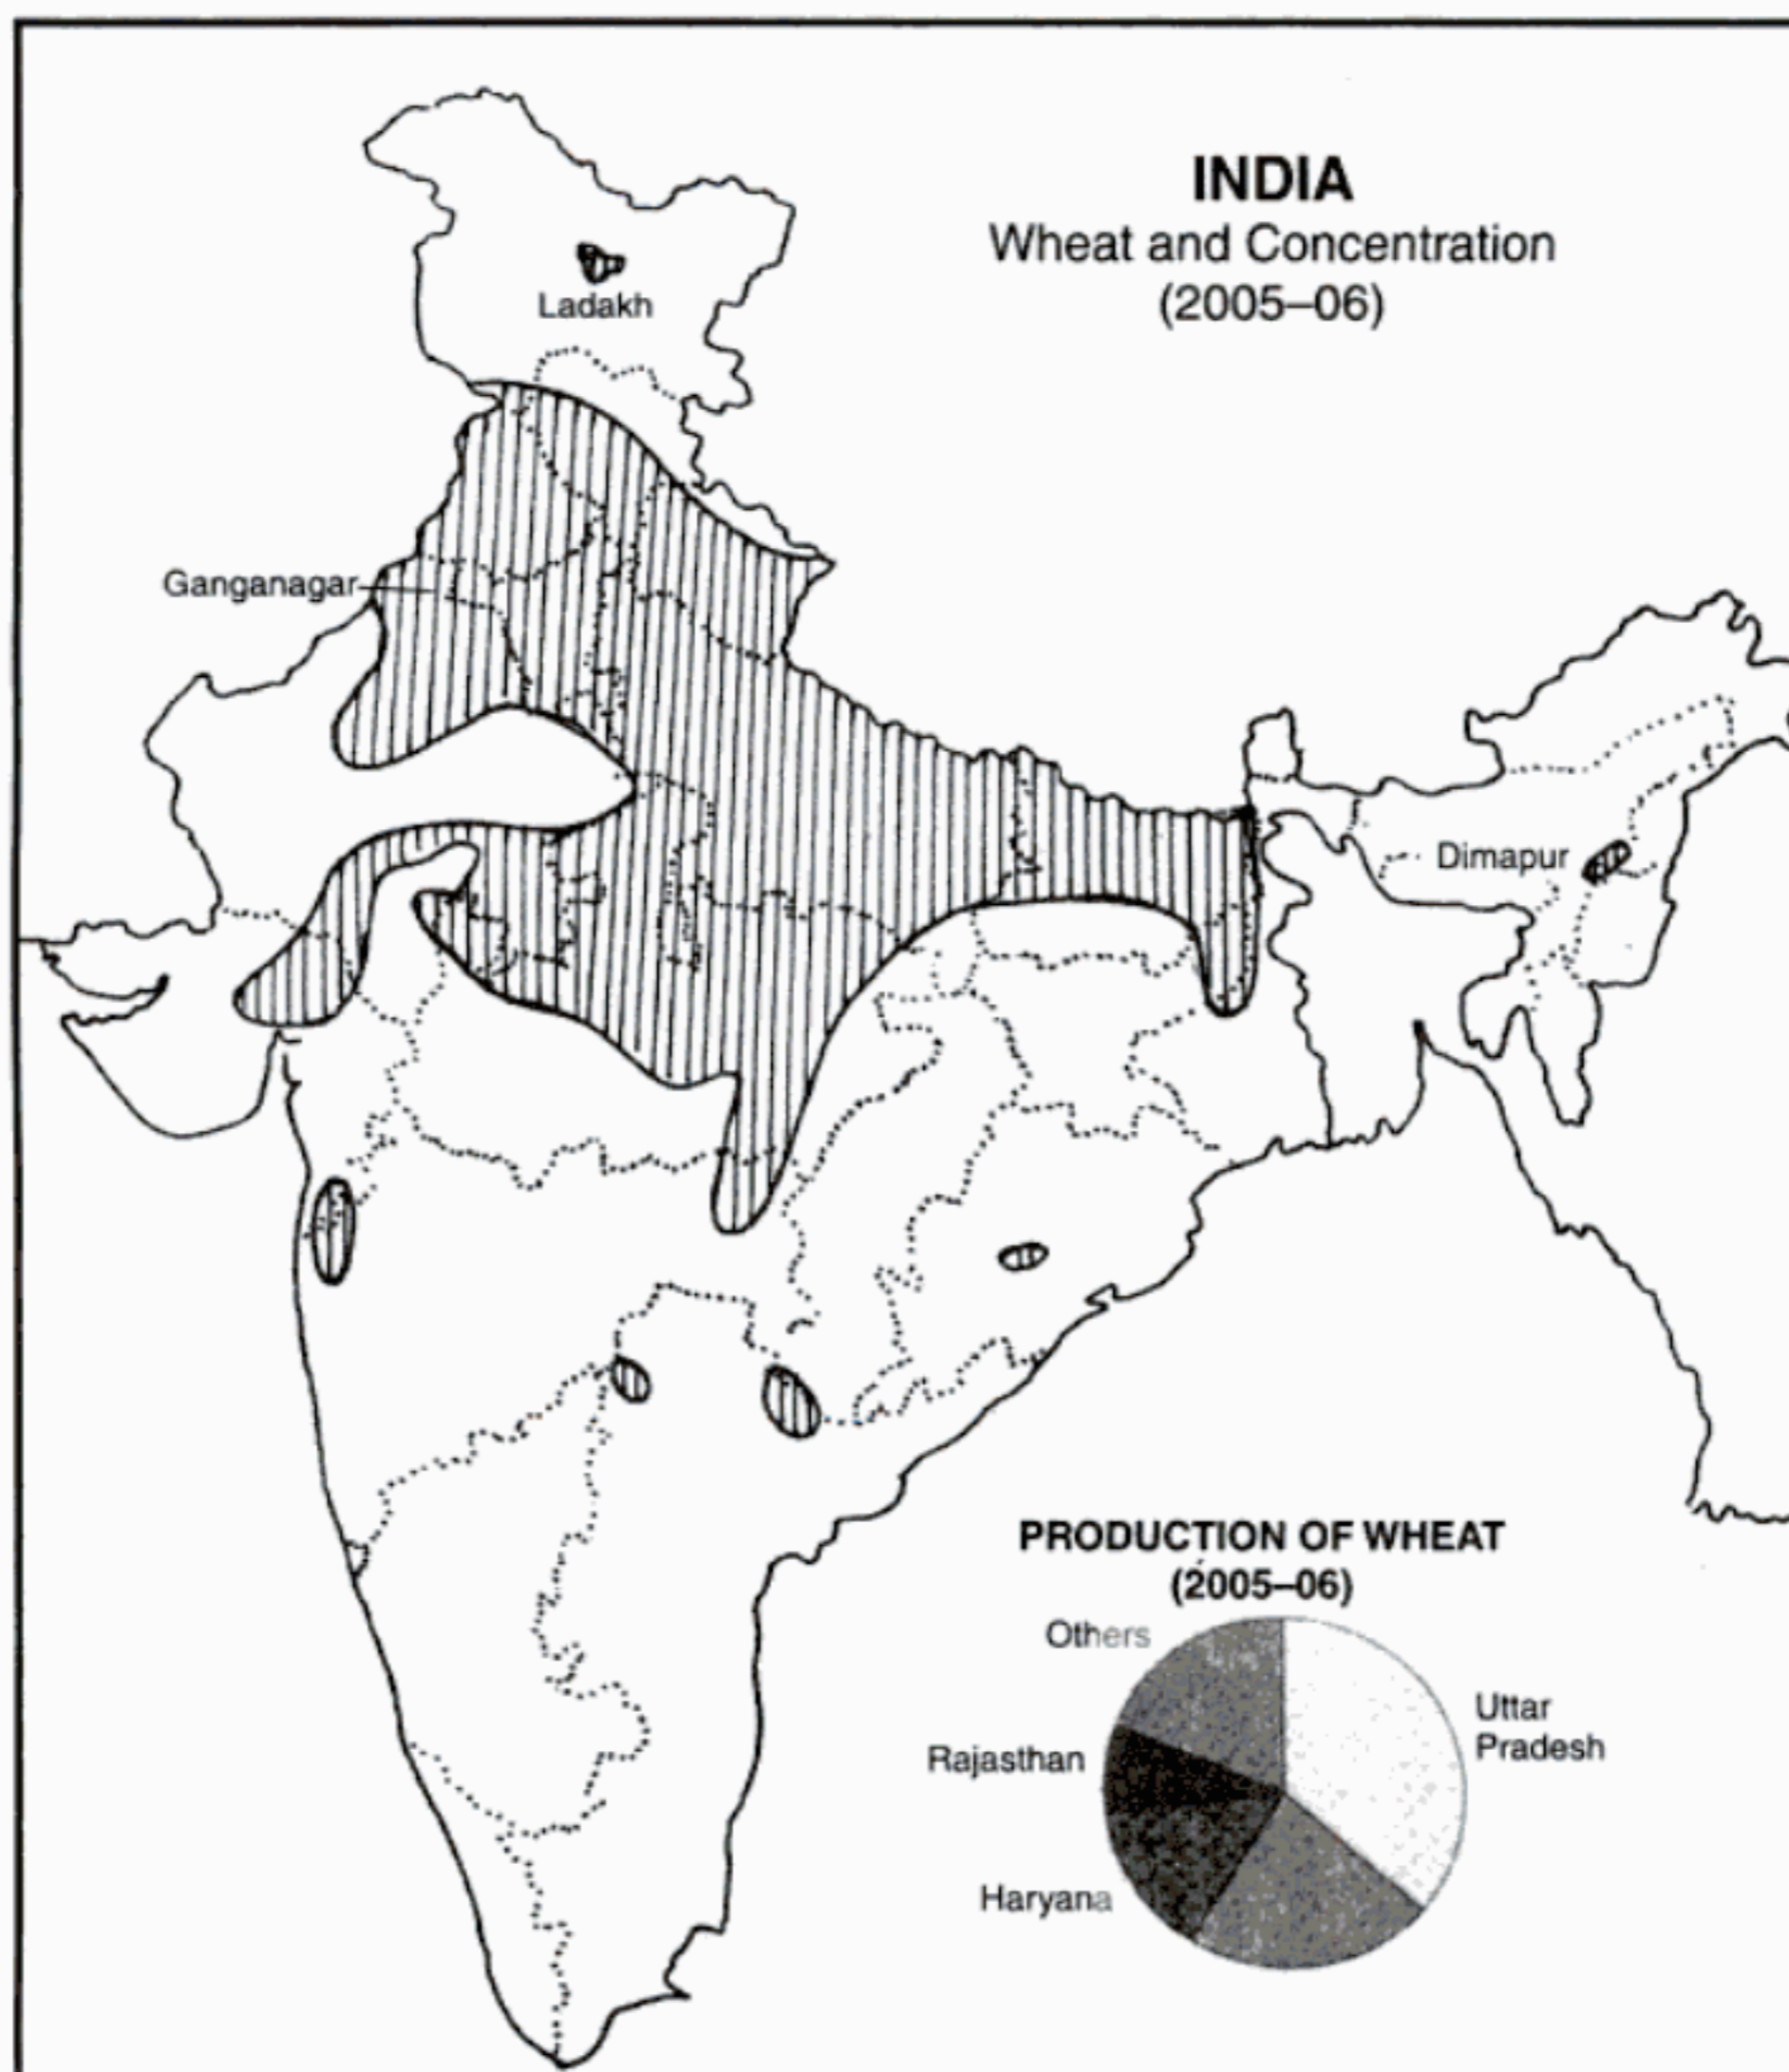 INDIA
Wheat and Concentration
(2005–06)
Ladakh
Ganganagar
Dimapur
PRODUCTION OF WHEAT
(2005–06)
Others
Uttar
Pradesh
Rajasthan
Haryana